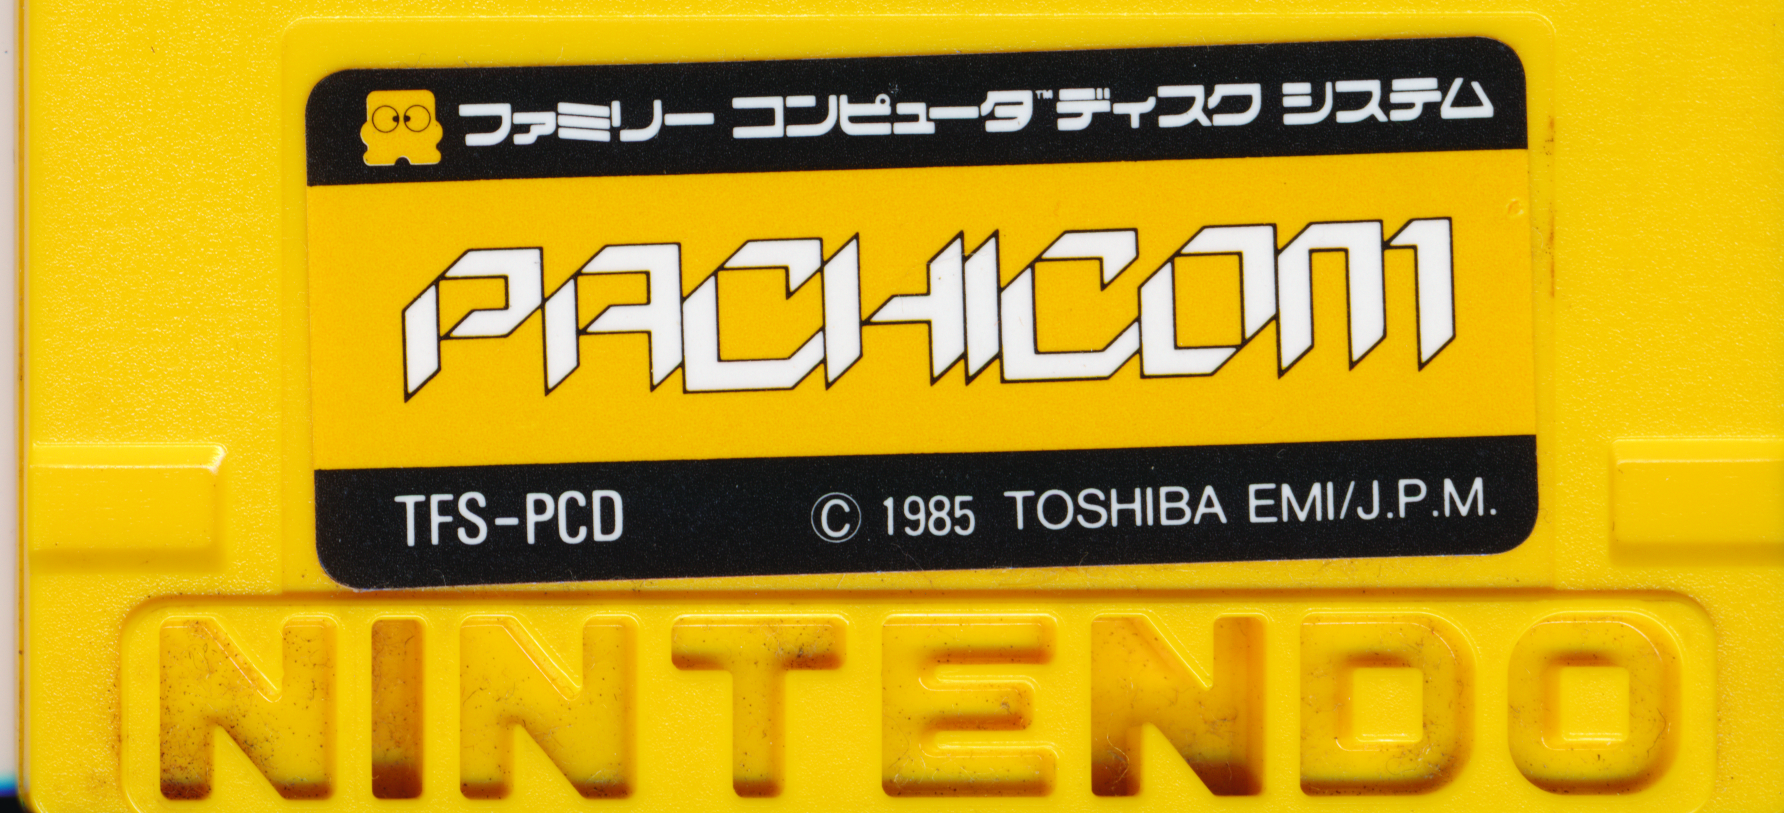 ファミリー コンピュータ™ ディスク システム
PACHICOM
TFS-PCD © 1985 TOSHIBA EMI/J.P.M.
NINTENDO